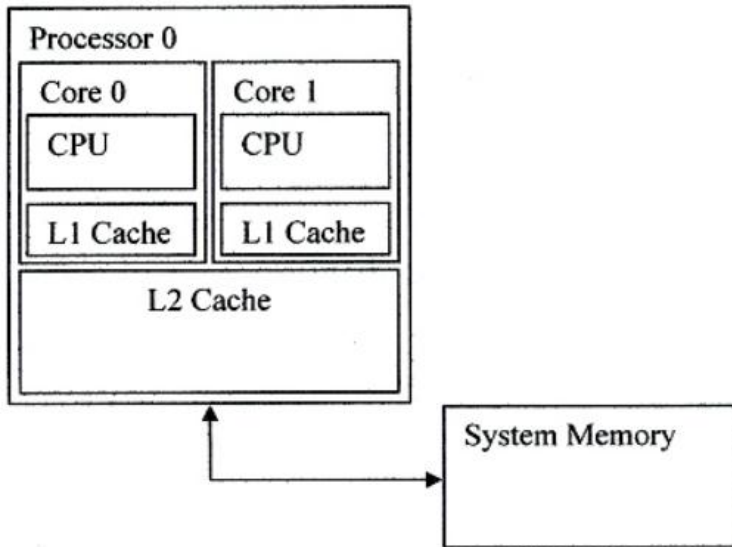 Processor 0
Core 0
Core 1
CPU
CPU
L1 Cache
L1 Cache
L2 Cache
System Memory